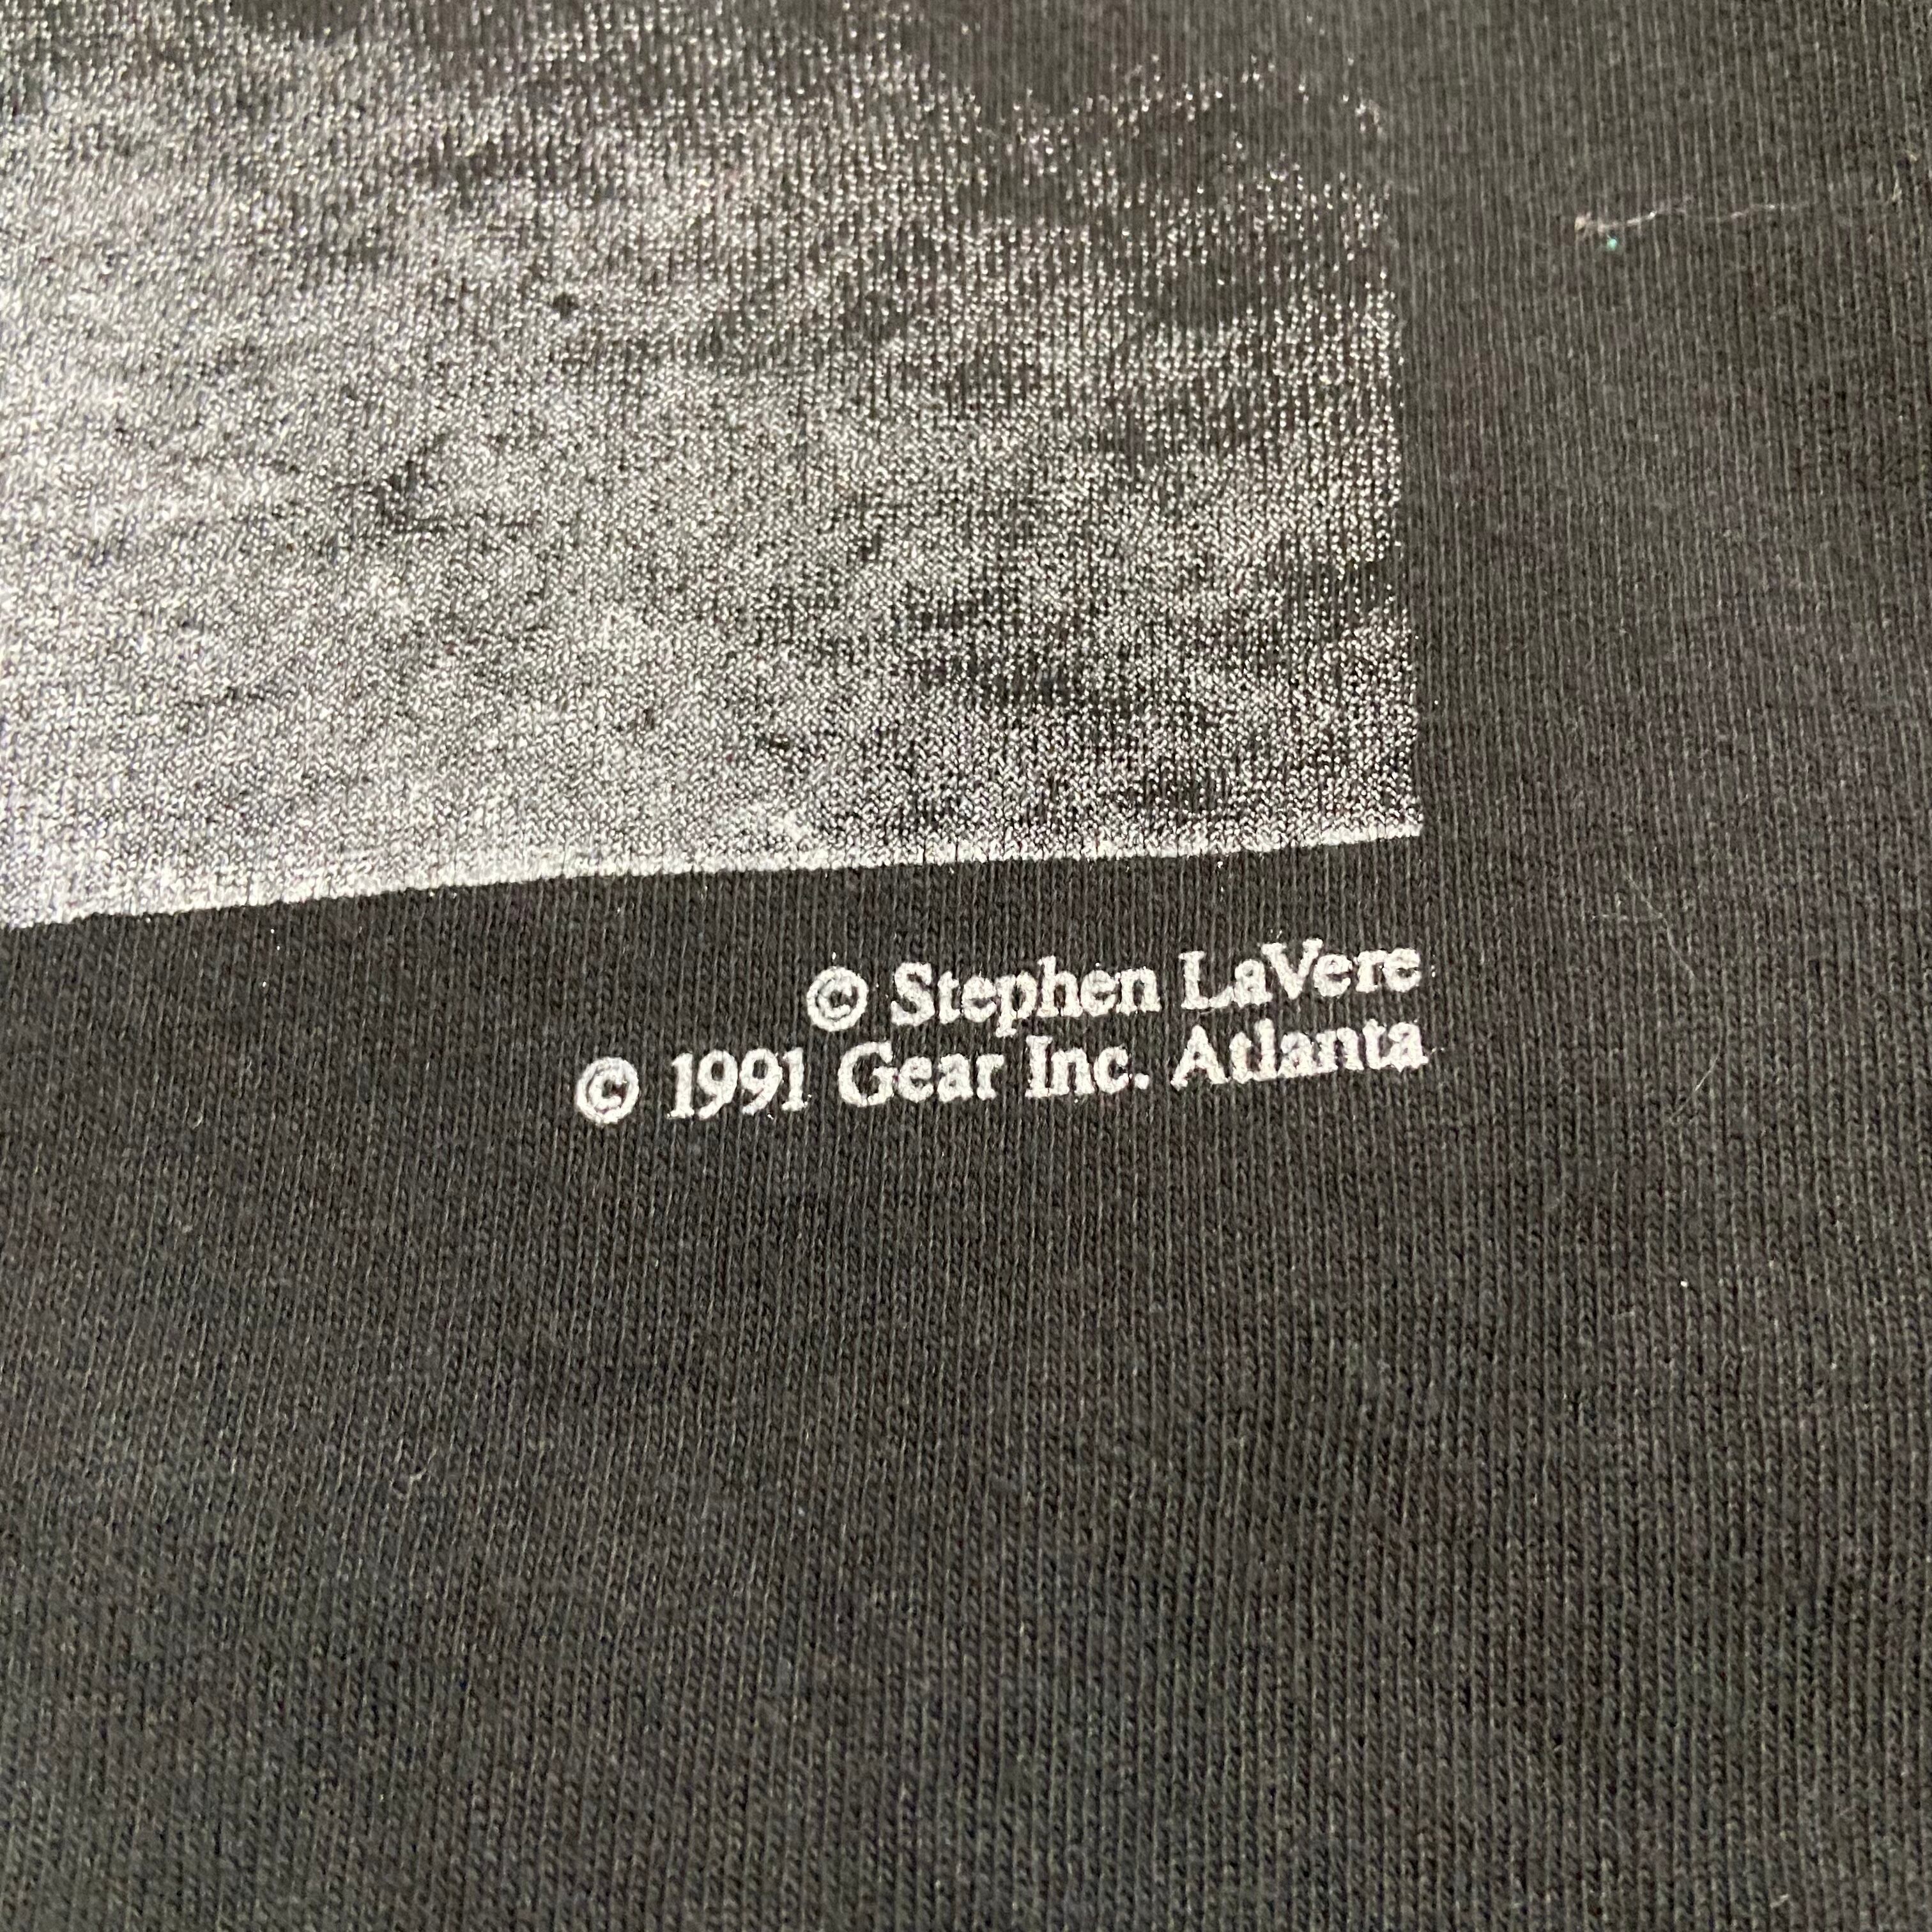 © Stephen LaVere
© 1991 Gear Inc. Atlanta